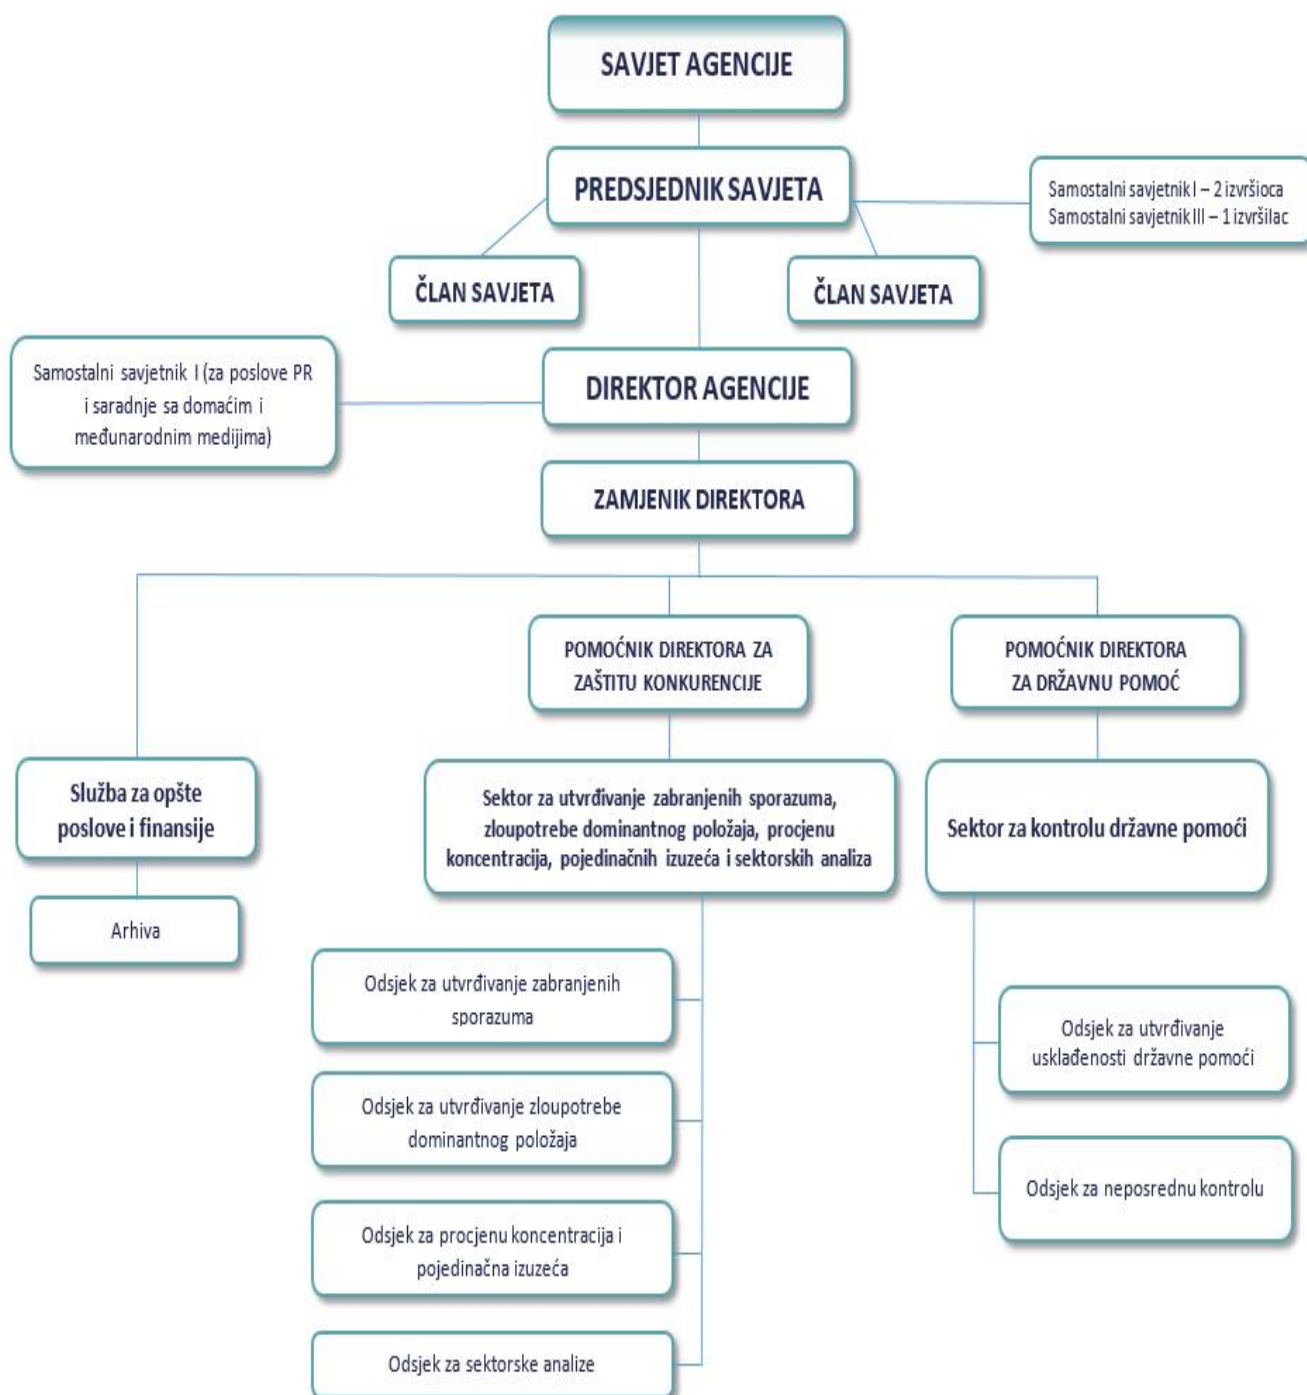 SAVJET AGENCIJE
PREDSJEDNIK SAVJETA
Samostalni savjetnik I – 2 izvršioca
Samostalni savjetnik III – 1 izvršilac
ČLAN SAVJETA
ČLAN SAVJETA
Samostalni savjetnik I (za poslove PR
i saradnje sa domaćim i
međunarodnim medijima)
DIREKTOR AGENCIJE
ZAMJENIK DIREKTORA
POMOĆNIK DIREKTORA ZA
ZAŠTITU KONKURENCIJE
POMOĆNIK DIREKTORA
ZA DRŽAVNU POMOĆ
Služba za opšte
poslove i finansije
Sektor za utvrđivanje zabranjenih sporazuma,
zloupotrebe dominantnog položaja, procjenu
koncentracija, pojedinačnih izuzeća i sektorskih analiza
Sektor za kontrolu državne pomoći
Arhiva
Odsjek za utvrđivanje zabranjenih
sporazuma
Odsjek za utvrđivanje zloupotrebe
dominantnog položaja
Odsjek za procjenu koncentracija i
pojedinačna izuzeća
Odsjek za sektorske analize
Odsjek za utvrđivanje
usklađenosti državne pomoći
Odsjek za neposrednu kontrolu